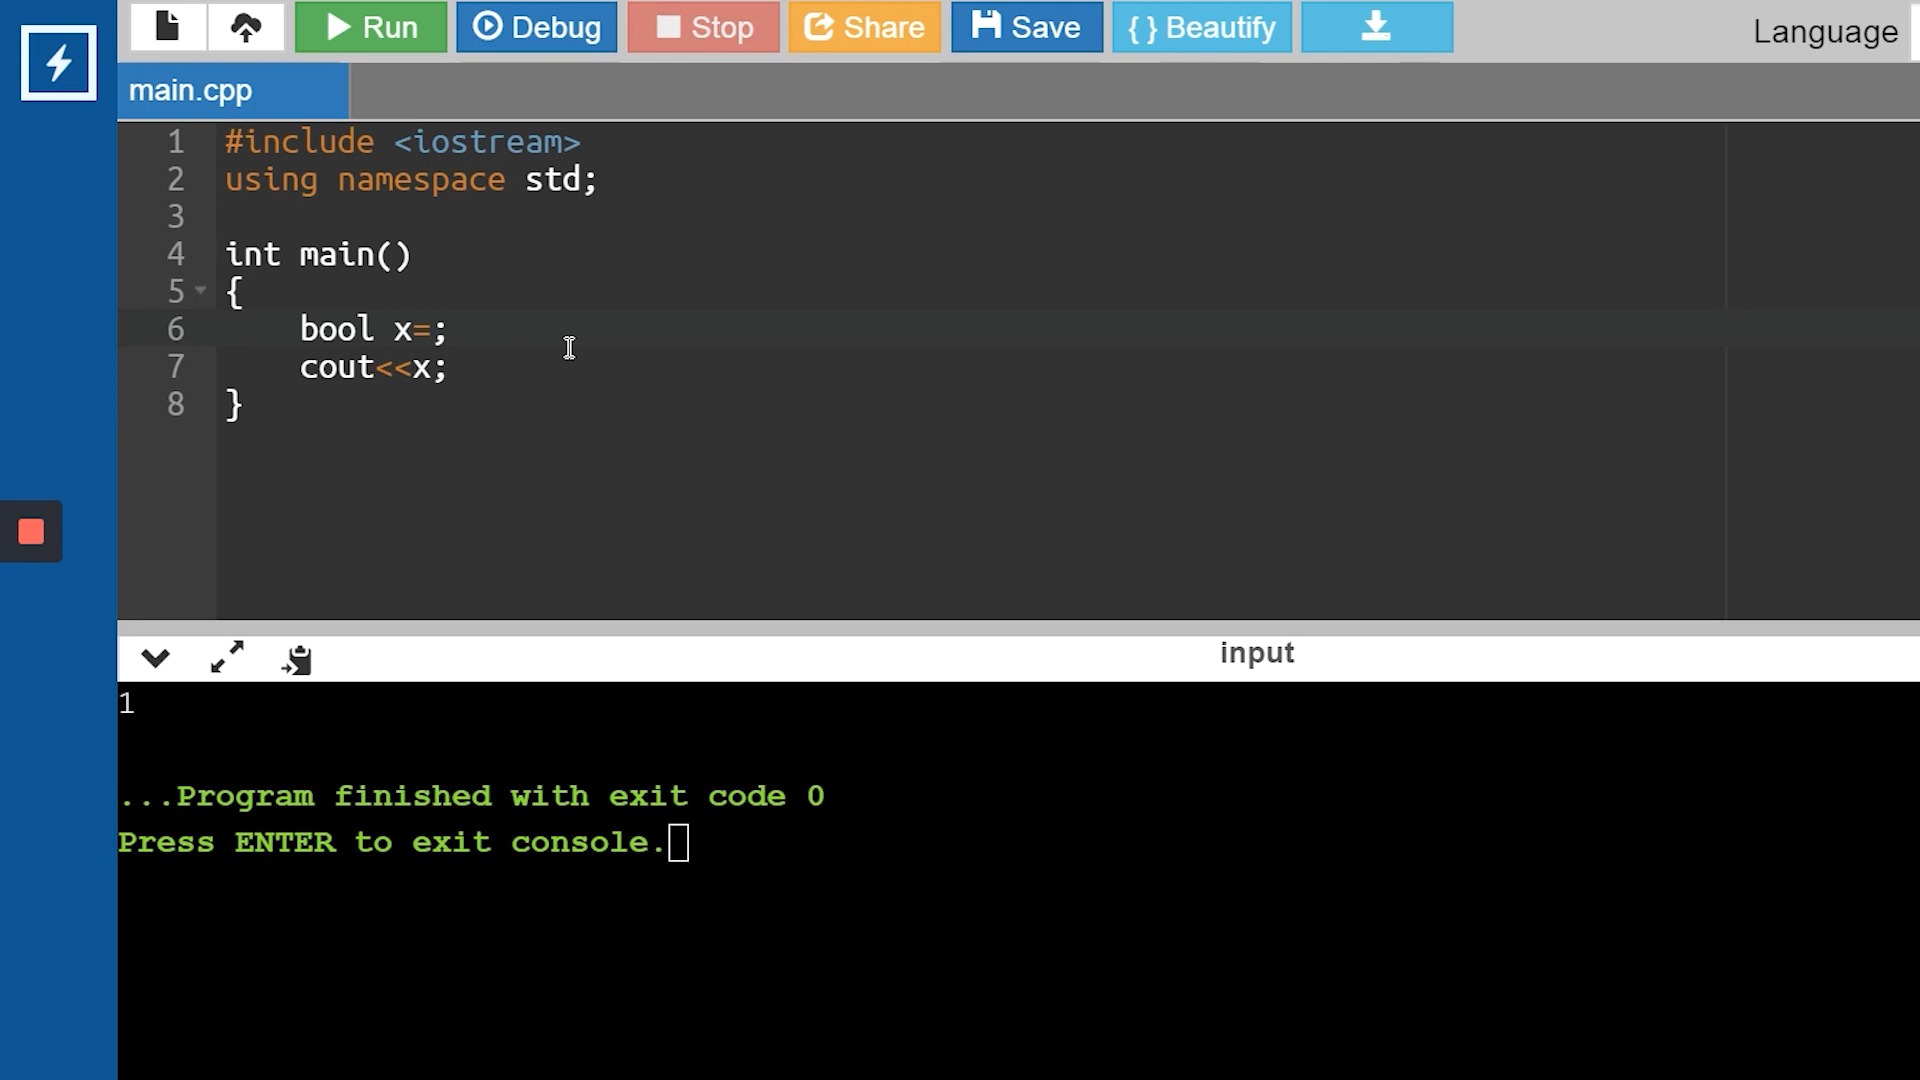 Run Debug Stop Share Save { } Beautify Language
main.cpp
1 #include <iostream>
2 using namespace std;
3
4 int main()
5 {
6 bool x=;
7 cout<<x;
8 }
input
1
...Program finished with exit code 0
Press ENTER to exit console.